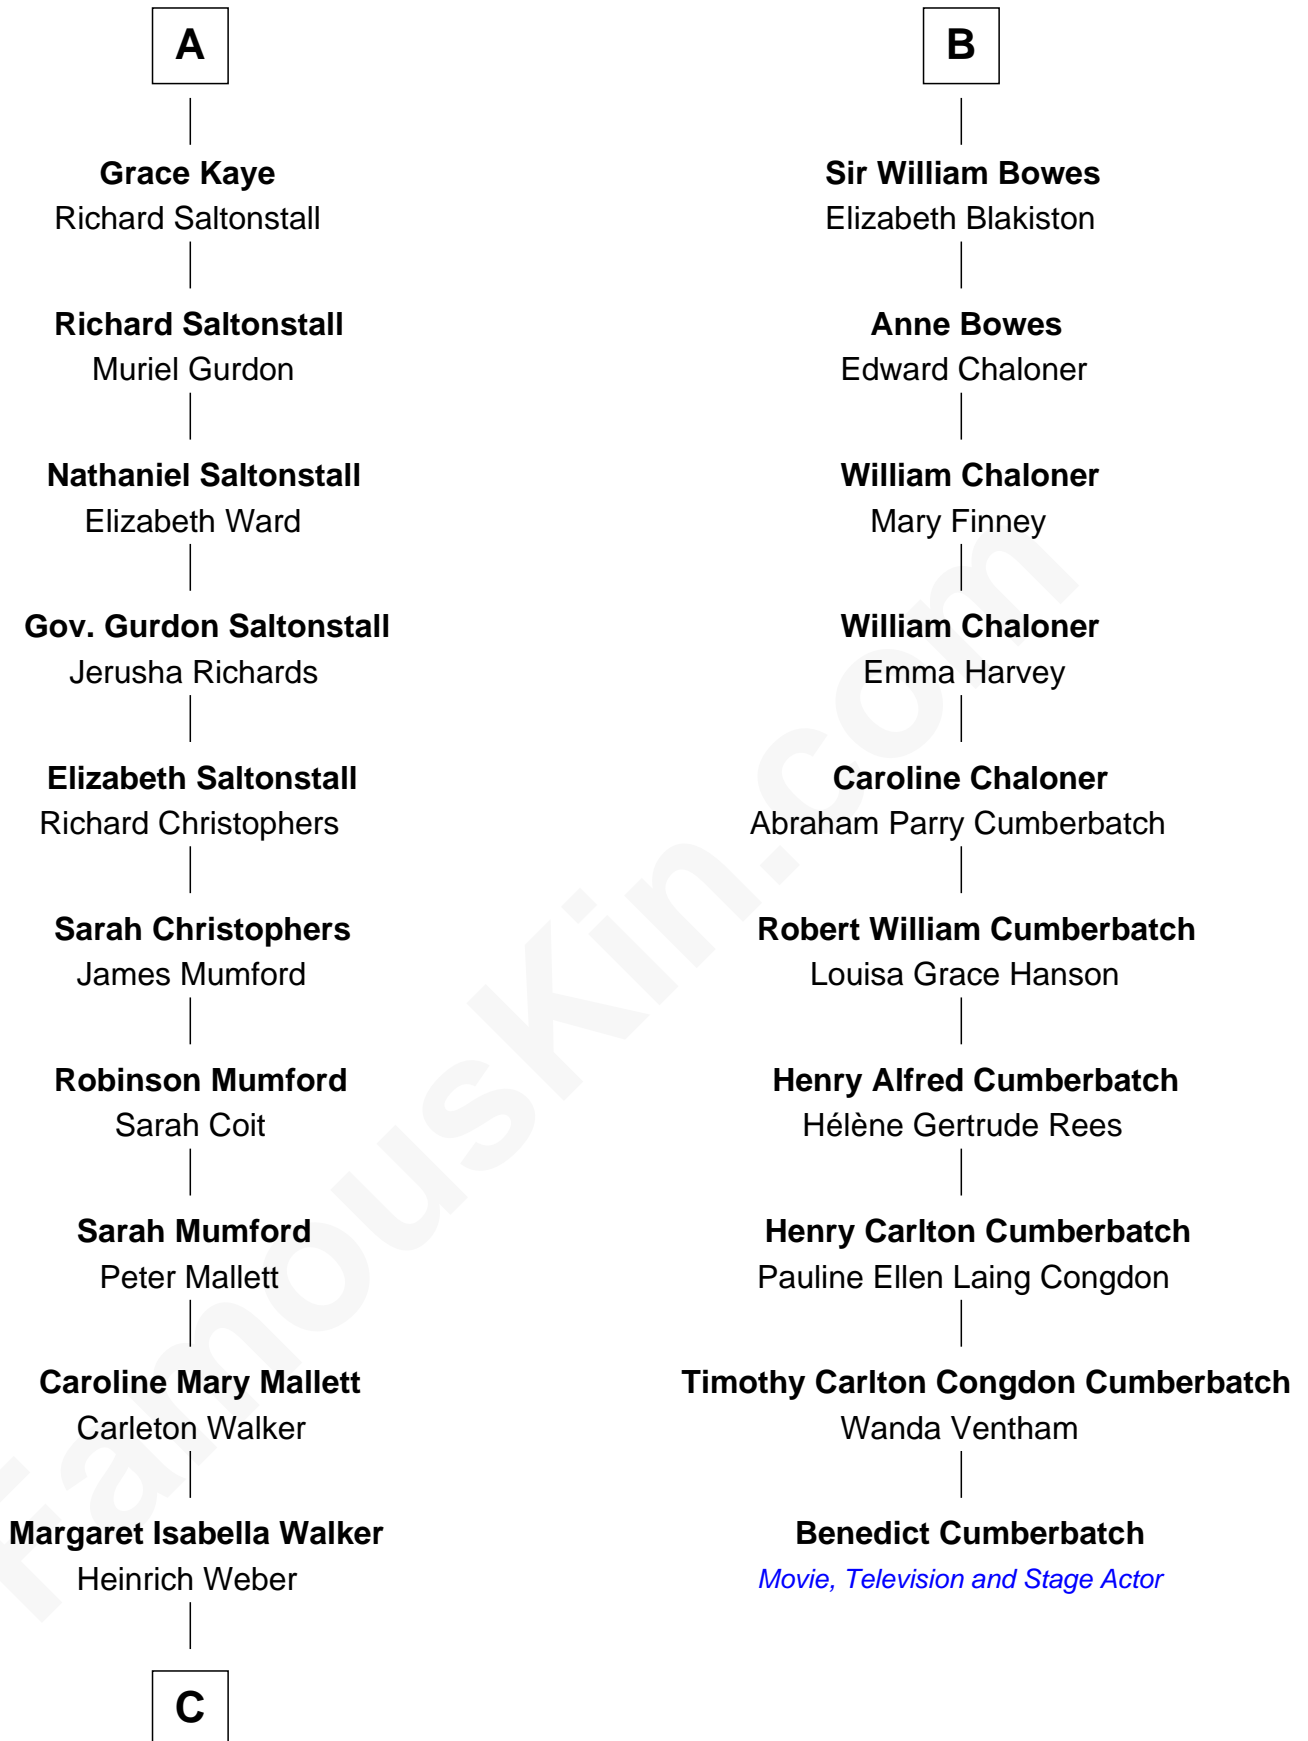 A
Grace Kaye
Richard Saltonstall
Richard Saltonstall
Muriel Gurdon
Nathaniel Saltonstall
Elizabeth Ward
Gov. Gurdon Saltonstall
Jerusha Richards
Elizabeth Saltonstall
Richard Christophers
Sarah Christophers
James Mumford
Robinson Mumford
Sarah Coit
Sarah Mumford
Peter Mallett
Caroline Mary Mallett
Carleton Walker
Margaret Isabella Walker
Heinrich Weber
C
B
Sir William Bowes
Elizabeth Blakiston
Anne Bowes
Edward Chaloner
William Chaloner
Mary Finney
William Chaloner
Emma Harvey
Caroline Chaloner
Abraham Parry Cumberbatch
Robert William Cumberbatch
Louisa Grace Hanson
Henry Alfred Cumberbatch
Hélène Gertrude Rees
Henry Carlton Cumberbatch
Pauline Ellen Laing Congdon
Timothy Carlton Congdon Cumberbatch
Wanda Ventham
Benedict Cumberbatch
Movie, Television and Stage Actor
FamousKin.com